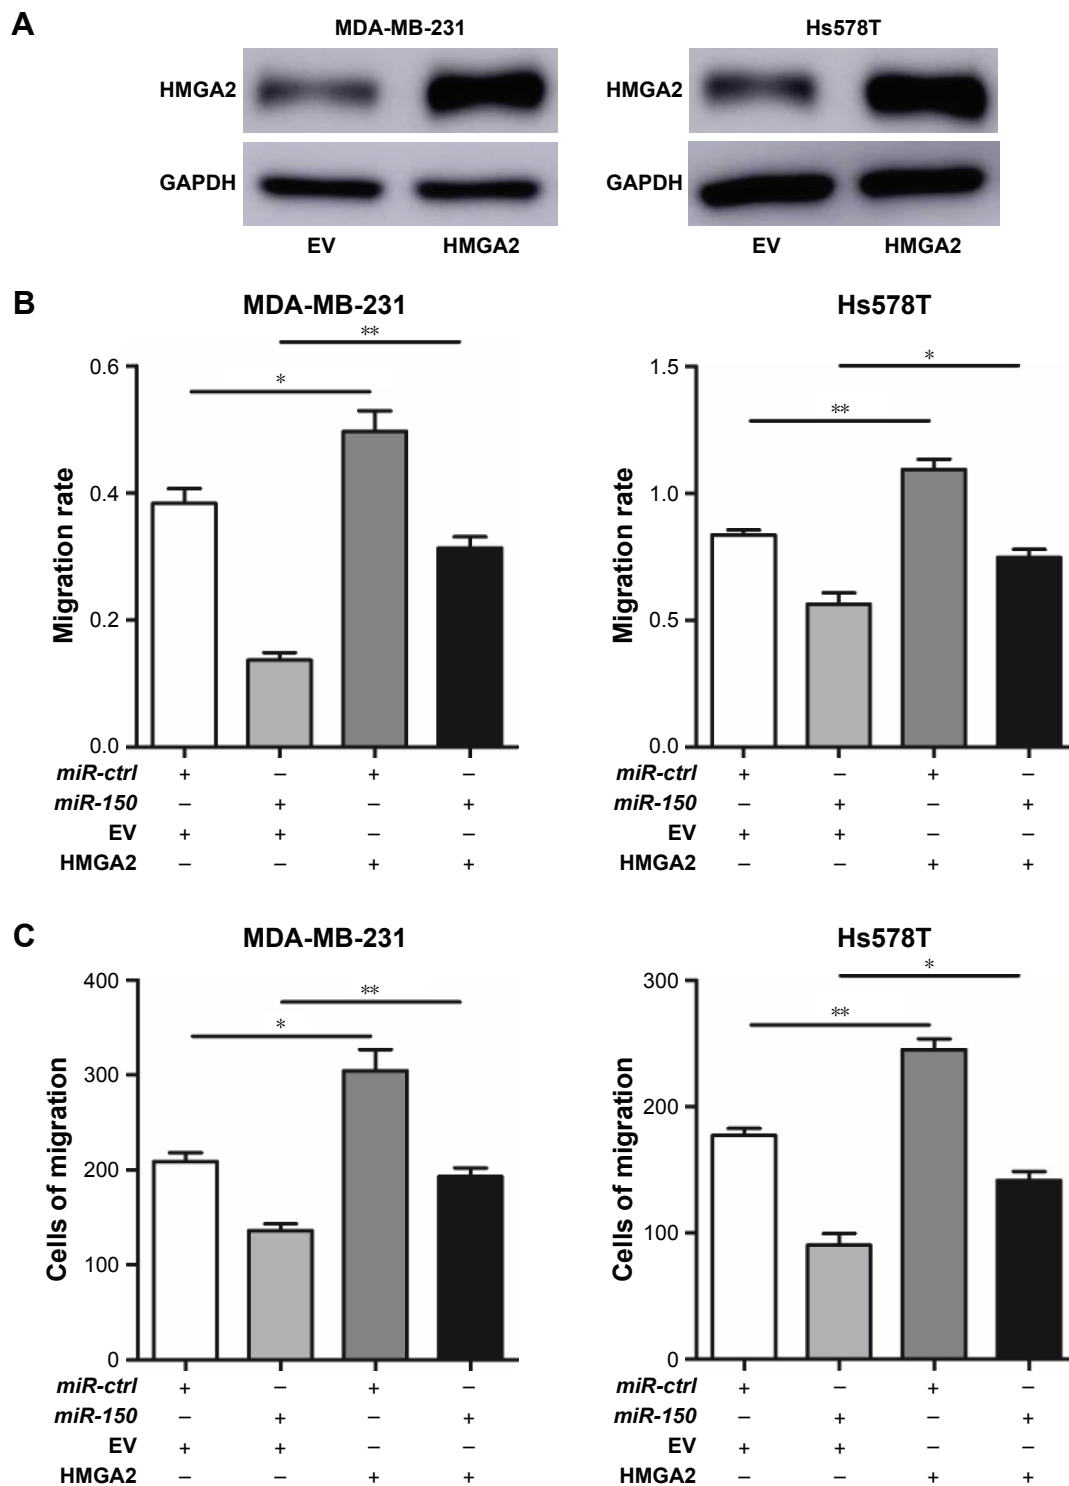 A
MDA-MB-231 Hs578T
HMGA2 HMGA2
GAPDH GAPDH
EV HMGA2 EV HMGA2
B
MDA-MB-231 Hs578T
** *
* **
0.6 1.5
0.4 1.0
0.2 0.5
0.0 0.0
Migration rate Migration rate
miR-ctrl + – + – miR-ctrl + – + –
miR-150 – + – + miR-150 – + – +
EV + + – – EV + + – –
HMGA2 – – + + HMGA2 – – + +
C
MDA-MB-231 Hs578T
** *
* **
400 300
300 200
200 100
100 0
0
Cells of migration Cells of migration
miR-ctrl + – + – miR-ctrl + – + –
miR-150 – + – + miR-150 – + – +
EV + + – – EV + + – –
HMGA2 – – + + HMGA2 – – + +